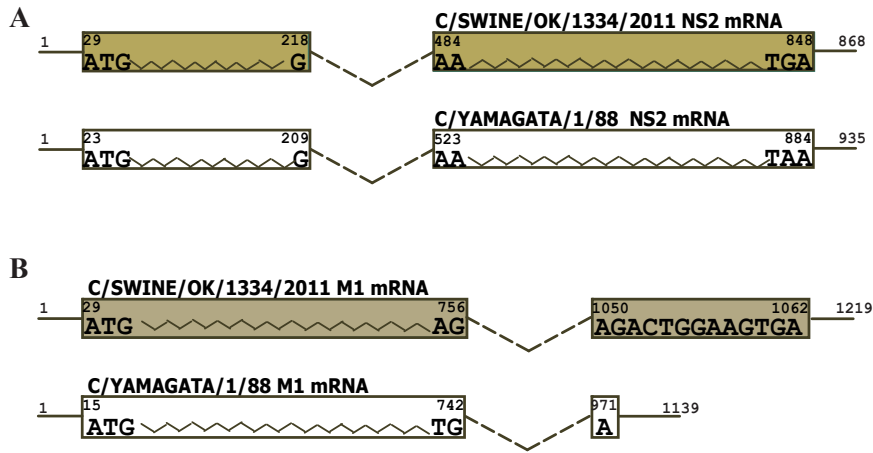 A
C/SWINE/OK/1334/2011 NS2 mRNA
1 29 218 484 848 868
ATG G AA TGA
C/YAMAGATA/1/88 NS2 mRNA
1 23 209 523 884 935
ATG G AA TAA
B
C/SWINE/OK/1334/2011 M1 mRNA
1 29 756 1050 1062 1219
ATG AG AGACTGGAAGTGA
C/YAMAGATA/1/88 M1 mRNA
1 15 742 971 1139
ATG TG A